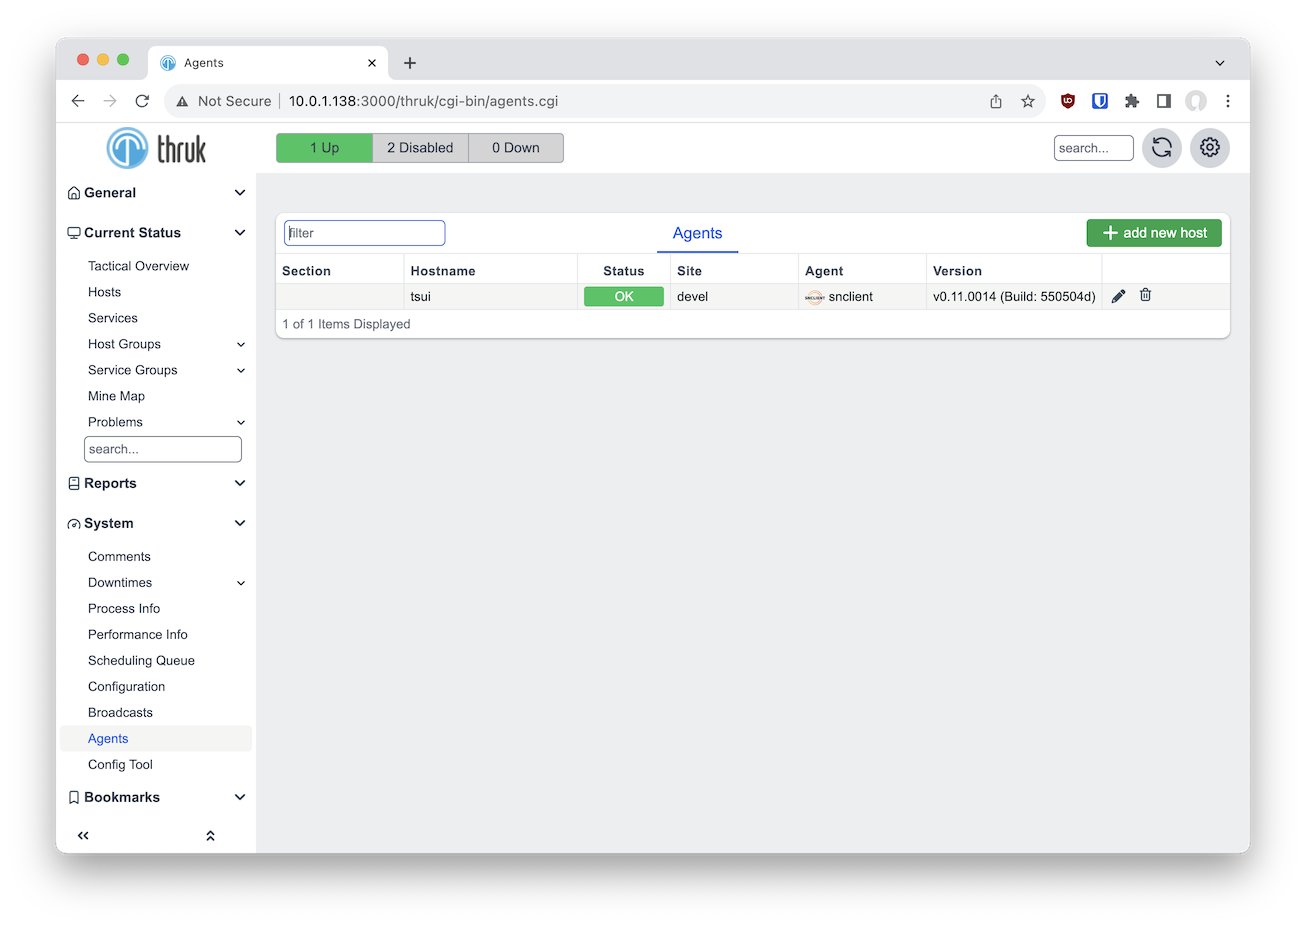 Agents
Not Secure 10.0.1.138:3000/thruk/cgi-bin/agents.cgi
thruk
1 Up 2 Disabled 0 Down
search...
General
Current Status
Tactical Overview
Hosts
Services
Host Groups
Service Groups
Mine Map
Problems
search...
Reports
System
Comments
Downtimes
Process Info
Performance Info
Scheduling Queue
Configuration
Broadcasts
Agents
Config Tool
Bookmarks
filter
Agents
add new host
Section Hostname Status Site Agent Version
tsui OK devel SNCLIENT snclient v0.11.0014 (Build: 550504d)
1 of 1 Items Displayed